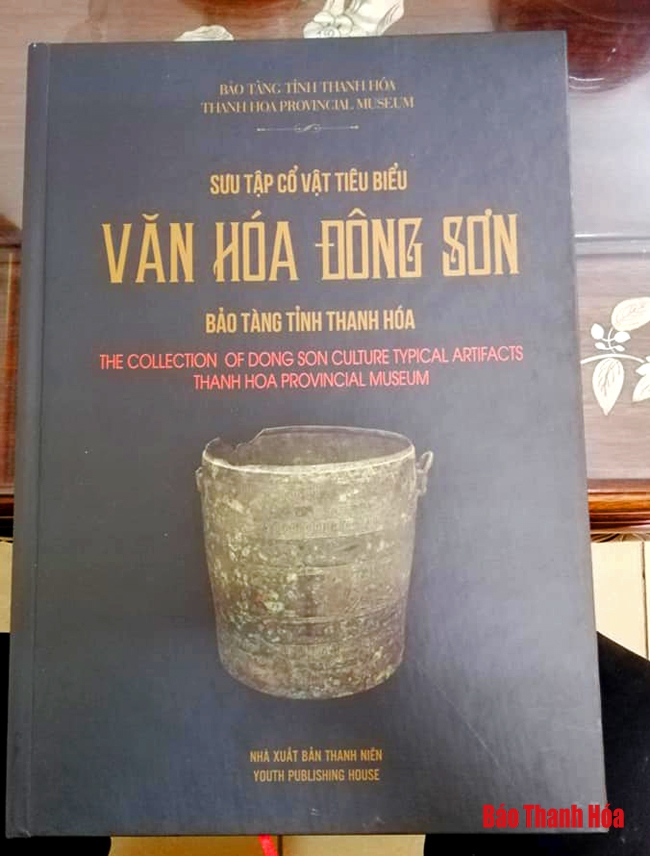 BẢO TÀNG TỈNH THANH HÓA
THANH HOA PROVINCIAL MUSEUM
SƯU TẬP CỔ VẬT TIÊU BIỂU
VĂN HÓA ĐÔNG SƠN
BẢO TÀNG TỈNH THANH HÓA
THE COLLECTION OF DONG SON CULTURE TYPICAL ARTIFACTS
THANH HOA PROVINCIAL MUSEUM
NHÀ XUẤT BẢN THANH NIÊN
YOUTH PUBLISHING HOUSE
Báo Thanh Hóa